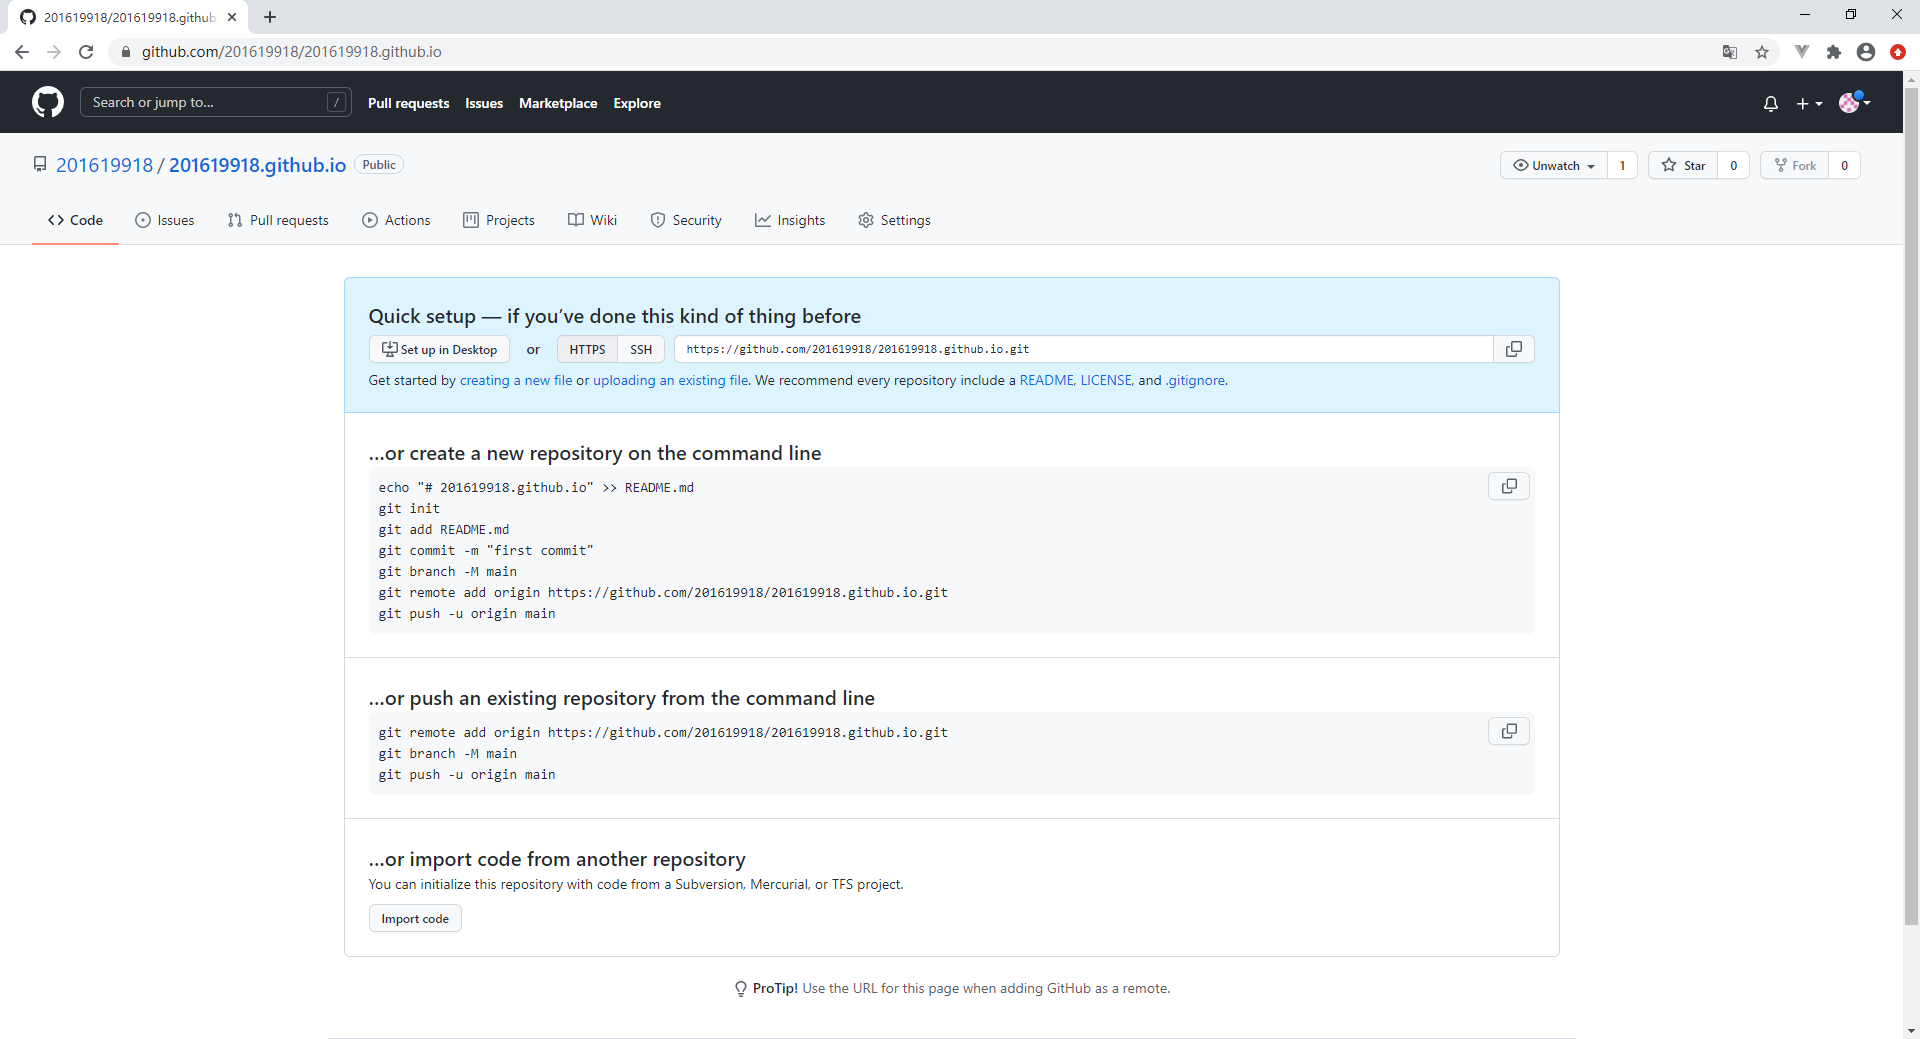 201619918/201619918.github
github.com/201619918/201619918.github.io
Search or jump to...
/
Pull requests
Issues
Marketplace
Explore
201619918 / 201619918.github.io
Public
Unwatch
1
Star
0
Fork
0
Code
Issues
Pull requests
Actions
Projects
Wiki
Security
Insights
Settings
Quick setup — if you’ve done this kind of thing before
Set up in Desktop
or
HTTPS
SSH
https://github.com/201619918/201619918.github.io.git
Get started by creating a new file or uploading an existing file. We recommend every repository include a README, LICENSE, and .gitignore.
…or create a new repository on the command line
echo "# 201619918.github.io" >> README.md
git init
git add README.md
git commit -m "first commit"
git branch -M main
git remote add origin https://github.com/201619918/201619918.github.io.git
git push -u origin main
…or push an existing repository from the command line
git remote add origin https://github.com/201619918/201619918.github.io.git
git branch -M main
git push -u origin main
…or import code from another repository
You can initialize this repository with code from a Subversion, Mercurial, or TFS project.
Import code
ProTip! Use the URL for this page when adding GitHub as a remote.